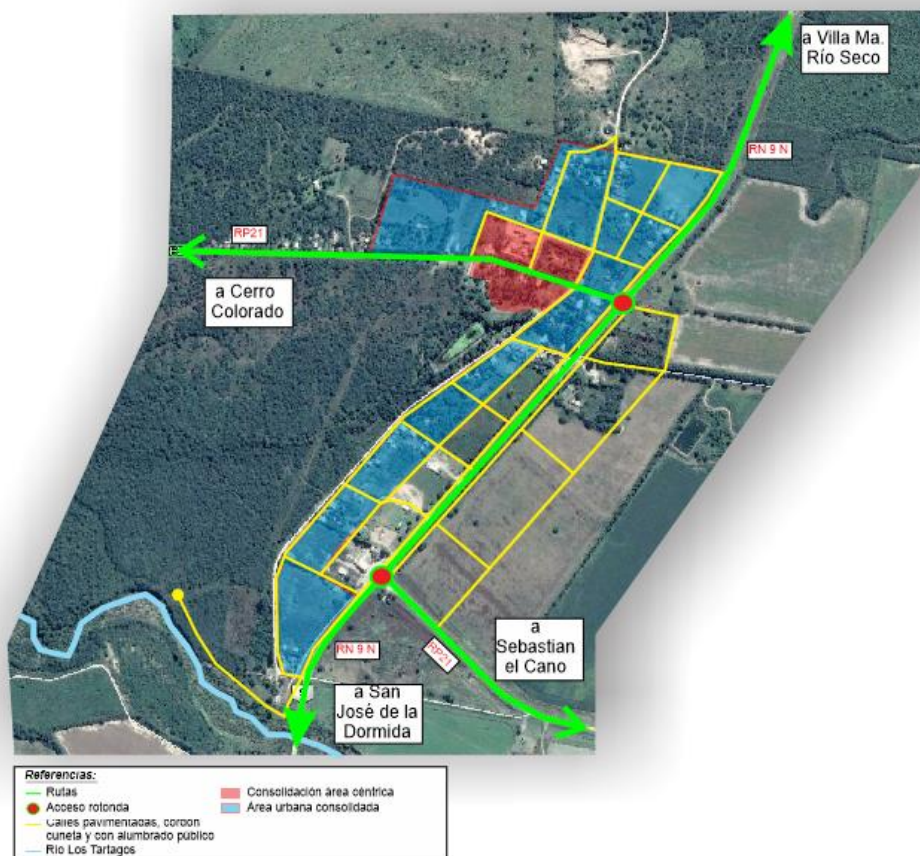 a Villa Ma.
Río Seco
RN 9 N
RP21
a Cerro
Colorado
a
Sebastian
el Cano
RN 9 N
RP21
a San
José de la
Dormida
Referencias:
Rutas
Acceso rotonda
Calles pavimentadas, cordón
cuneta y con alumbrado público
Río Los Tartagos
Consolidación área céntrica
Área urbana consolidada